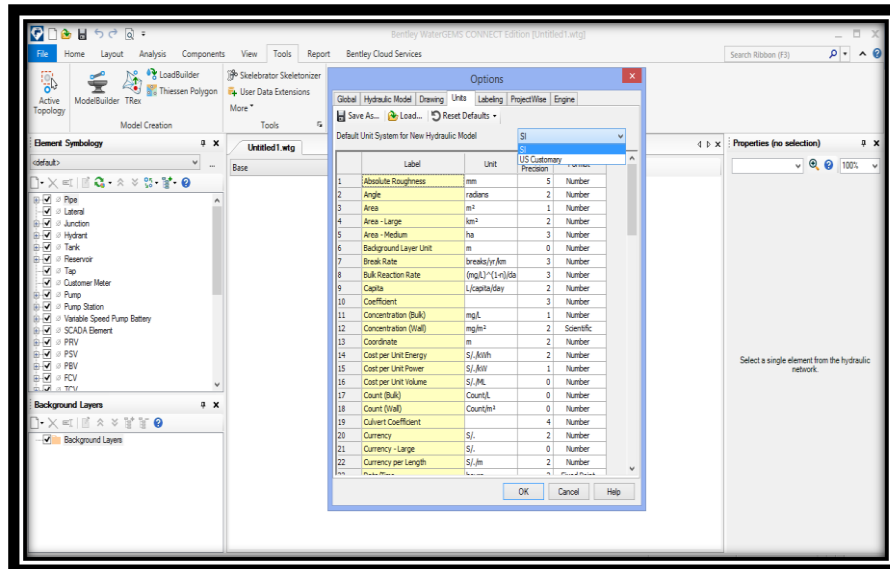 Bentley WaterGEMS CONNECT Edition [Untitled1.wtg]
File Home Layout Analysis Components View Tools Report Bentley Cloud Services
Search Ribbon (F3)
Active Topology
ModelBuilder
TRex
LoadBuilder
Thiessen Polygon
Model Creation
Skelebrator Skeletonizer
User Data Extensions
More
Tools
Element Symbology
<default>
Pipe
Lateral
Junction
Hydrant
Tank
Reservoir
Tap
Customer Meter
Pump
Pump Station
Variable Speed Pump Battery
SCADA Element
PRV
PSV
PBV
FCV
TCV
Background Layers
Background Layers
Untitled1.wtg
Base
Options
Global Hydraulic Model Drawing Units Labeling ProjectWise Engine
Save As... Load... Reset Defaults
Default Unit System for New Hydraulic Model SI
SI
US Customary
Label Unit Precision Format
1 Absolute Roughness mm 5 Number
2 Angle radians 2 Number
3 Area m² 1 Number
4 Area - Large km² 2 Number
5 Area - Medium ha 3 Number
6 Background Layer Unit m 0 Number
7 Break Rate breaks/yr/km 3 Number
8 Bulk Reaction Rate (mg/L)^(1-n)/da 3 Number
9 Capita L/capita/day 2 Number
10 Coefficient 3 Number
11 Concentration (Bulk) mg/L 1 Number
12 Concentration (Wall) mg/m² 2 Scientific
13 Coordinate m 2 Number
14 Cost per Unit Energy S/./kWh 2 Number
15 Cost per Unit Power S/./kW 1 Number
16 Cost per Unit Volume S/./ML 0 Number
17 Count (Bulk) Count/L 0 Number
18 Count (Wall) Count/m² 0 Number
19 Culvert Coefficient 4 Number
20 Currency S/. 2 Number
21 Currency - Large S/. 0 Number
22 Currency per Length S/./m 2 Number
OK Cancel Help
Properties (no selection)
100%
Select a single element from the hydraulic
network.